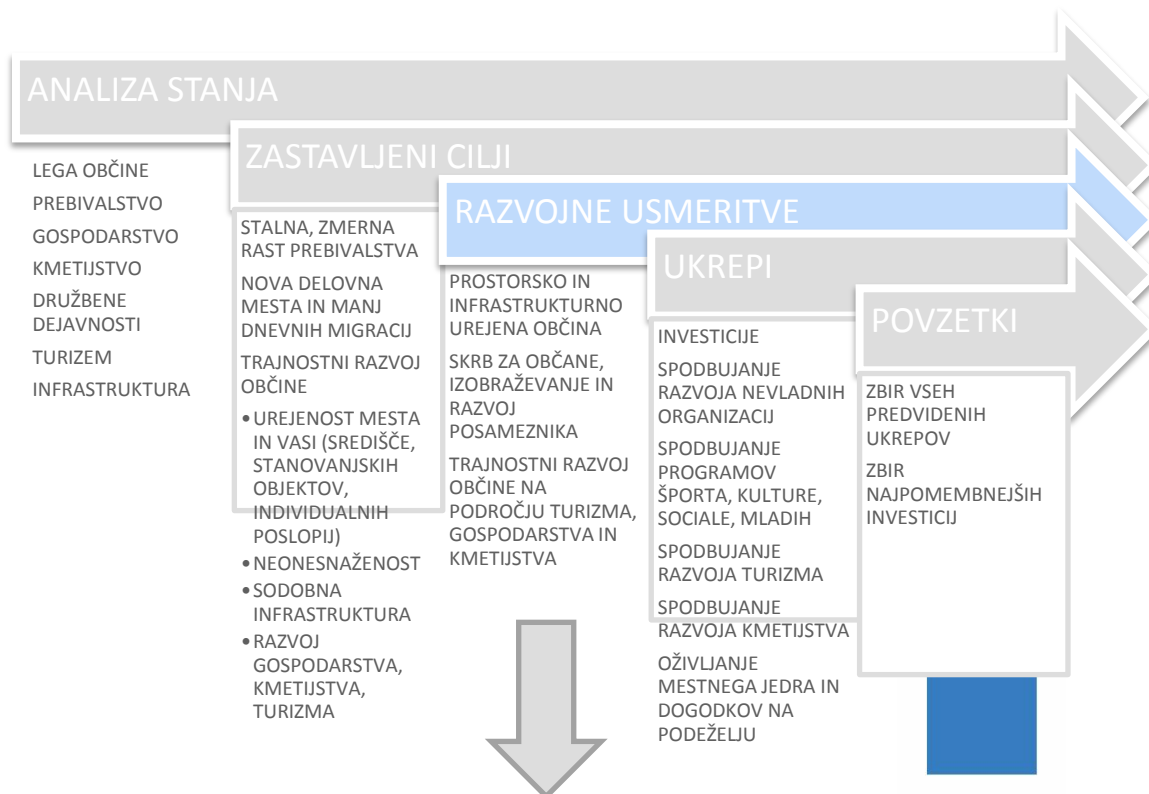 ANALIZA STANJA
LEGA OBČINE
PREBIVALSTVO
GOSPODARSTVO
KMETIJSTVO
DRUŽBENE
DEJAVNOSTI
TURIZEM
INFRASTRUKTURA
ZASTAVLJENI CILJI
STALNA, ZMERNA
RAST PREBIVALSTVA
NOVA DELOVNA
MESTA IN MANJ
DNEVNIH MIGRACIJ
TRAJNOSTNI RAZVOJ
OBČINE
•UREJENOST MESTA
IN VASI (SREDIŠČE,
STANOVANJSKIH
OBJEKTOV,
INDIVIDUALNIH
POSLOPIJ)
•NEONESNAŽENOST
•SODOBNA
INFRASTRUKTURA
•RAZVOJ
GOSPODARSTVA,
KMETIJSTVA,
TURIZMA
RAZVOJNE USMERITVE
PROSTORSKO IN
INFRASTRUKTURNO
UREJENA OBČINA
SKRB ZA OBČANE,
IZOBRAŽEVANJE IN
RAZVOJ
POSAMEZNIKA
TRAJNOSTNI RAZVOJ
OBČINE NA
PODROČJU TURIZMA,
GOSPODARSTVA IN
KMETIJSTVA
UKREPI
INVESTICIJE
SPODBUJANJE
RAZVOJA NEVLADNIH
ORGANIZACIJ
SPODBUJANJE
PROGRAMOV
ŠPORTA, KULTURE,
SOCIALE, MLADIH
SPODBUJANJE
RAZVOJA TURIZMA
SPODBUJANJE
RAZVOJA KMETIJSTVA
OŽIVLJANJE
MESTNEGA JEDRA IN
DOGODKOV NA
PODEŽELJU
POVZETKI
ZBIR VSEH
PREDVIDENIH
UKREPOV
ZBIR
NAJPOMEMBNEJŠIH
INVESTICIJ